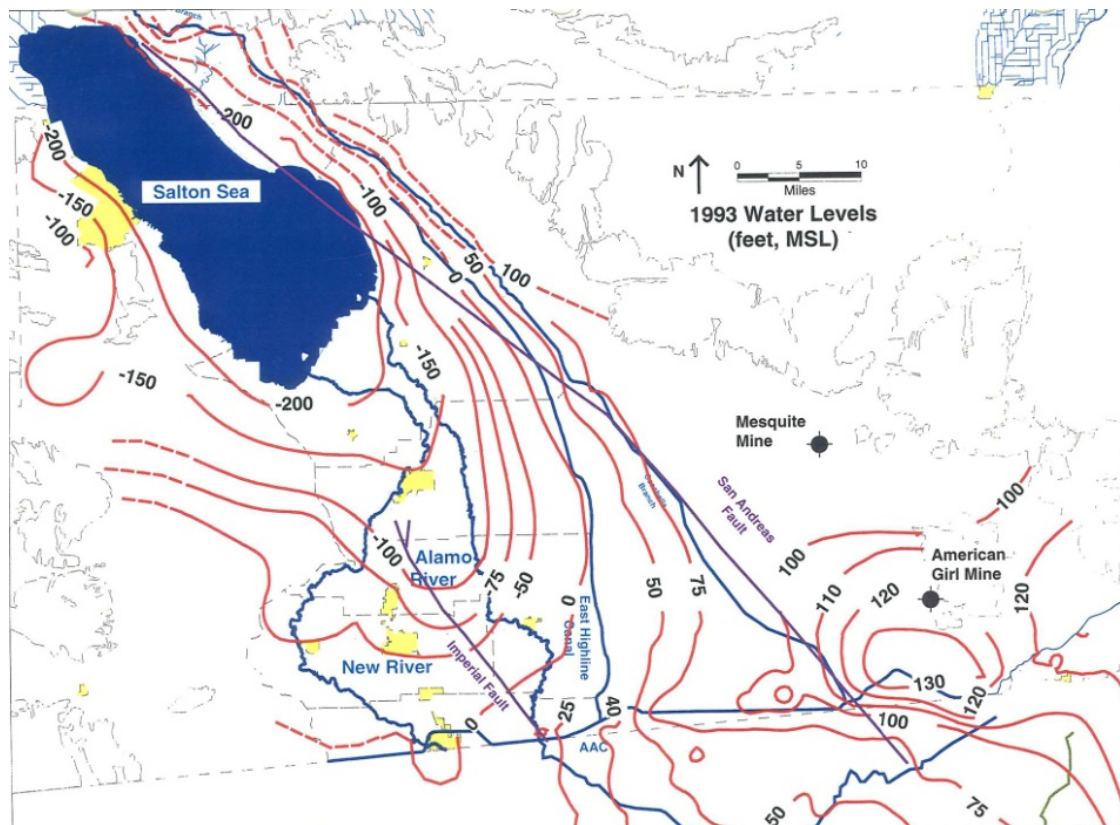 Branch
-200
-200
Salton Sea
-150
-100
-100
0
50
100
N
0 5 10
Miles
1993 Water Levels
(feet, MSL)
-150
-150
-200
Mesquite
Mine
Coachella
Branch
San Andreas
Fault
100
100
American
Girl Mine
110
120
120
-100
Alamo
River
-75
-50
0
50
75
East Highline
Canal
New River
Imperial Fault
130
120
0
25
40
100
AAC
50
75